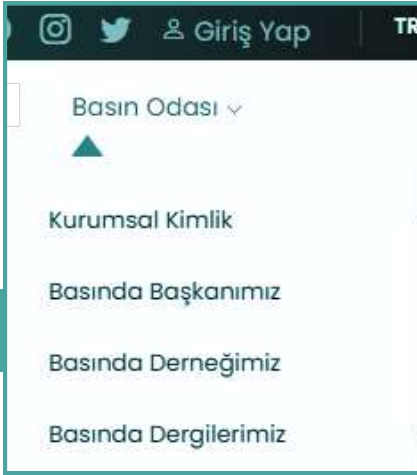 Giriş Yap
TR
Basın Odası
Kurumsal Kimlik
Basında Başkanımız
Basında Derneğimiz
Basında Dergilerimiz